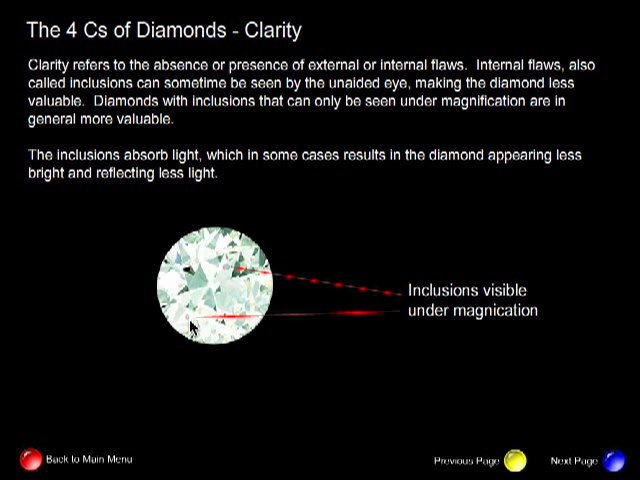 The 4 Cs of Diamonds - Clarity
Clarity refers to the absence or presence of external or internal flaws. Internal flaws, also
called inclusions can sometime be seen by the unaided eye, making the diamond less
valuable. Diamonds with inclusions that can only be seen under magnification are in
general more valuable.
The inclusions absorb light, which in some cases results in the diamond appearing less
bright and reflecting less light.
Inclusions visible
under magnication
Back to Main Menu
Previous Page
Next Page